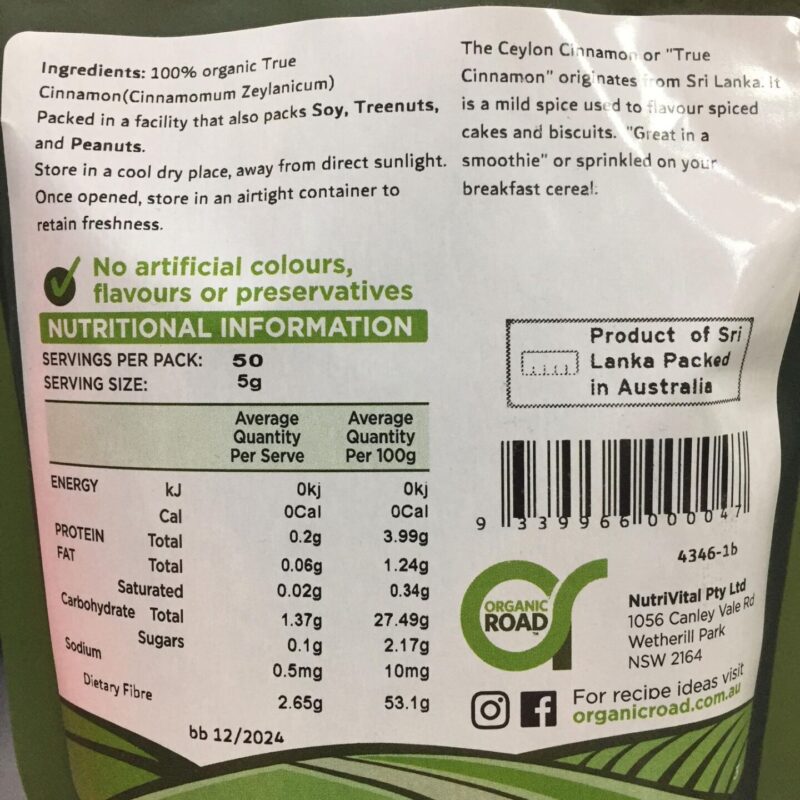 Ingredients: 100% organic True
Cinnamon(Cinnamomum Zeylanicum)
Packed in a facility that also packs Soy, Treenuts,
and Peanuts.
Store in a cool dry place, away from direct sunlight.
Once opened, store in an airtight container to
retain freshness.
The Ceylon Cinnamon or "True
Cinnamon" originates from Sri Lanka. It
is a mild spice used to flavour spiced
cakes and biscuits. "Great in a
smoothie" or sprinkled on your
breakfast cereal.
No artificial colours,
flavours or preservatives
NUTRITIONAL INFORMATION
SERVINGS PER PACK: 50
SERVING SIZE: 5g
Average Quantity Per Serve Average Quantity Per 100g
ENERGY kJ 0kj 0kj
Cal 0Cal 0Cal
PROTEIN Total 0.2g 3.99g
FAT Total 0.06g 1.24g
Saturated 0.02g 0.34g
Carbohydrate Total 1.37g 27.49g
Sugars 0.1g 2.17g
Sodium 0.5mg 10mg
Dietary Fibre 2.65g 53.1g
bb 12/2024
Product of Sri
Lanka Packed
in Australia
9 339966 000047
4346-1b
ORGANIC
ROAD™
NutriVital Pty Ltd
1056 Canley Vale Rd
Wetherill Park
NSW 2164
For recipe ideas visit
organicroad.com.au